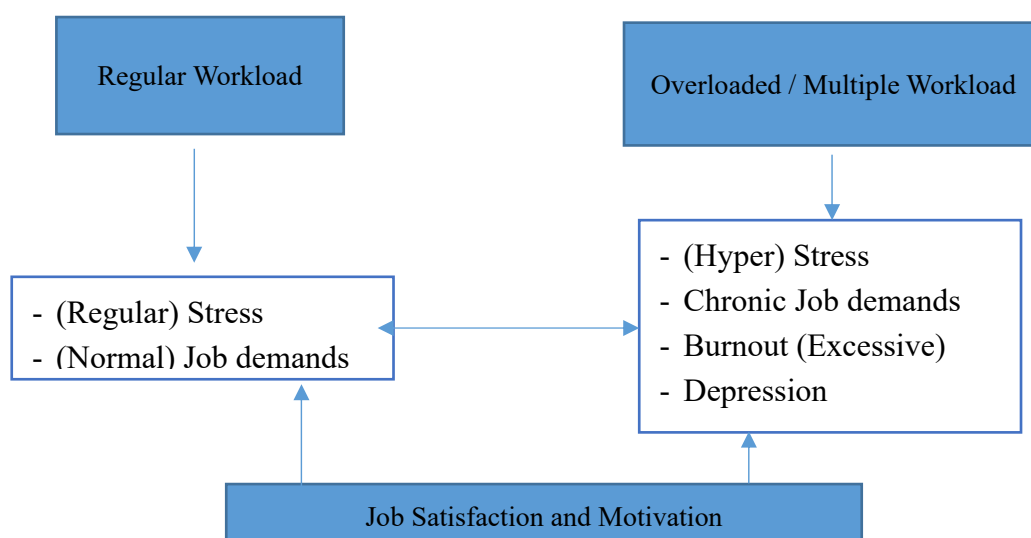 Regular Workload
Overloaded / Multiple Workload
- (Regular) Stress
- (Normal) Job demands
- (Hyper) Stress
- Chronic Job demands
- Burnout (Excessive)
- Depression
Job Satisfaction and Motivation